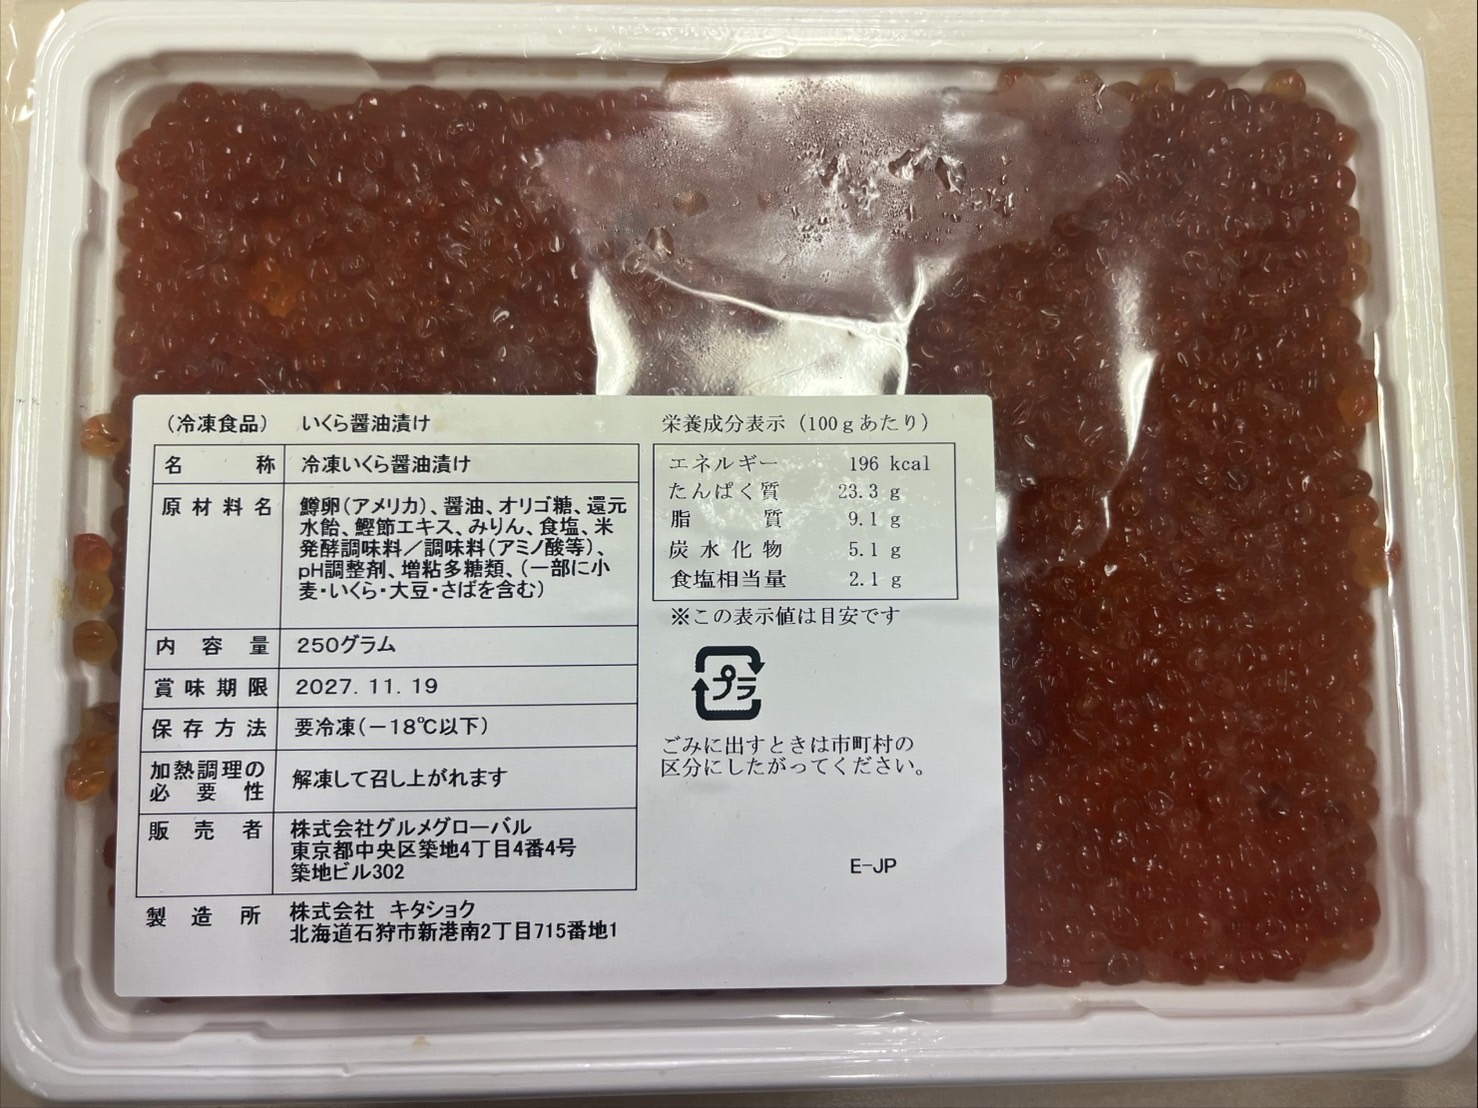 （冷凍食品） いくら醤油漬け
名称 冷凍いくら醤油漬け
原材料名 鱒卵（アメリカ）、醤油、オリゴ糖、還元
水飴、鰹節エキス、みりん、食塩、米
発酵調味料／調味料（アミノ酸等）、
pH調整剤、増粘多糖類、（一部に小
麦・いくら・大豆・さばを含む）
内容量 250グラム
賞味期限 2027.11.19
保存方法 要冷凍（－18℃以下）
加熱調理の
必要性 解凍して召し上がれます
販売者 株式会社グルメグローバル
東京都中央区築地4丁目4番4号
築地ビル302
製造所 株式会社 キタショク
北海道石狩市新港南2丁目715番地1
栄養成分表示（100gあたり）
エネルギー 196 kcal
たんぱく質 23.3 g
脂質 9.1 g
炭水化物 5.1 g
食塩相当量 2.1 g
※この表示値は目安です
プラ
ごみに出すときは市町村の
区分にしたがってください。
E-JP